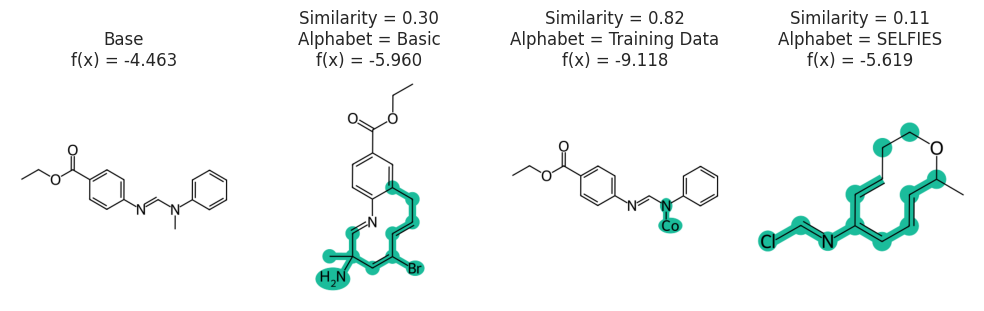 Base
f(x) = -4.463
Similarity = 0.30
Alphabet = Basic
f(x) = -5.960
Similarity = 0.82
Alphabet = Training Data
f(x) = -9.118
Similarity = 0.11
Alphabet = SELFIES
f(x) = -5.619
O
O
N
N
O
O
N
H2N
Br
O
O
N
N
Co
O
Cl
N